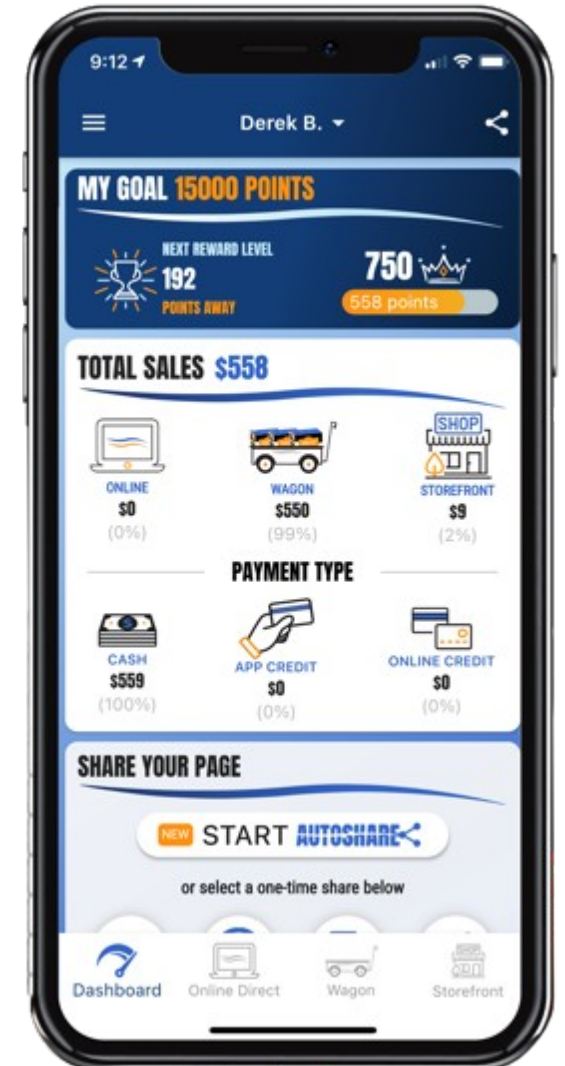 9:12
Derek B.
MY GOAL 15000 POINTS
NEXT REWARD LEVEL
192
POINTS AWAY
750
558 points
TOTAL SALES $558
SHOP
ONLINE
$0
(0%)
WAGON
$550
(99%)
STOREFRONT
$9
(2%)
PAYMENT TYPE
CASH
$559
(100%)
APP CREDIT
$0
(0%)
ONLINE CREDIT
$0
(0%)
SHARE YOUR PAGE
NEW START AUTOSHARE
or select a one-time share below
Dashboard
Online Direct
Wagon
SHOP
Storefront